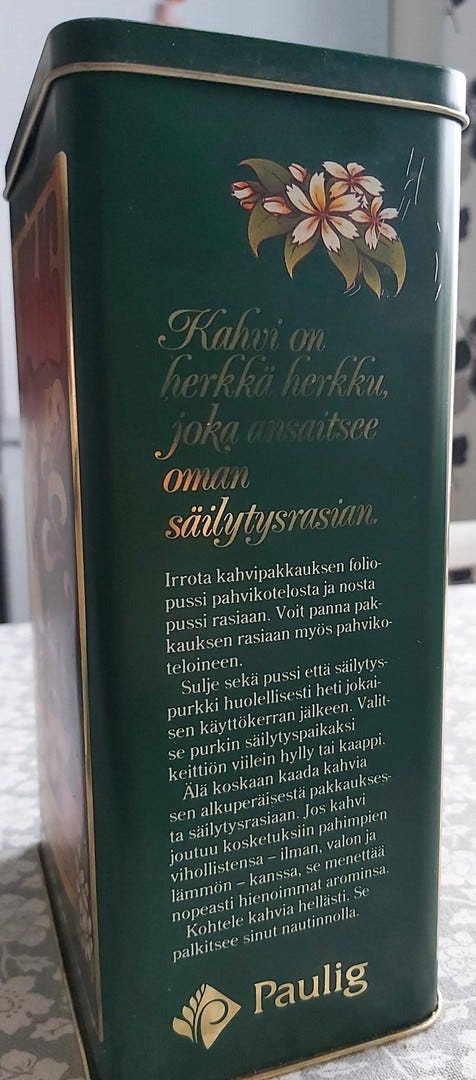 Kahvi on
herkkä herkku,
joka ansaitsee
oman
säilytysrasian.
Irrota kahvipakkauksen folio-
pussi pahvikotelosta ja nosta
pussi rasiaan. Voit panna pak-
kauksen rasiaan myös pahviko-
teloineen.
Sulje sekä pussi että säilytys-
purkki huolellisesti heti jokai-
sen käyttökerran jälkeen. Valit-
se purkin säilytyspaikaksi
keittiön viilein hylly tai kaappi.
Älä koskaan kaada kahvia
sen alkuperäisestä pakkaukses-
ta säilytysrasiaan. Jos kahvi
joutuu kosketuksiin pahimpien
vihollistensa – ilman, valon ja
lämmön – kanssa, se menettää
nopeasti hienoimmat arominsa.
Kohtele kahvia hellästi. Se
palkitsee sinut nautinnolla.
Paulig